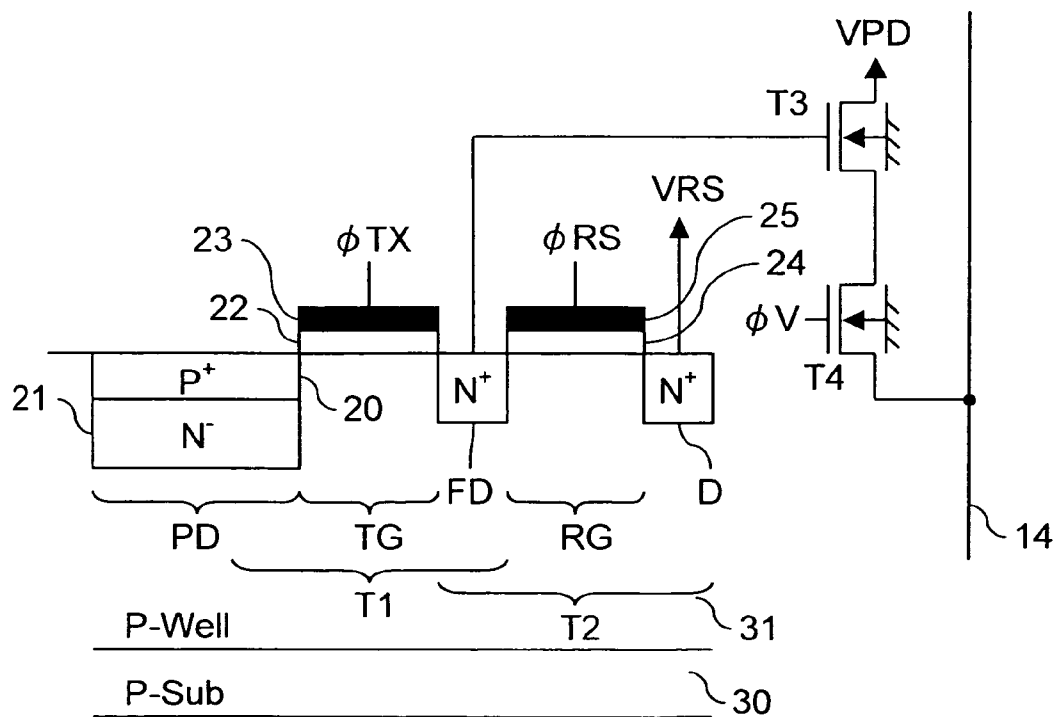 VPD
T3
VRS
25
23
φTX
φRS
24
22
φV
T4
P+
20
N+
N+
21
N-
FD
D
PD
TG
RG
14
T1
T2
31
P-Well
P-Sub
30